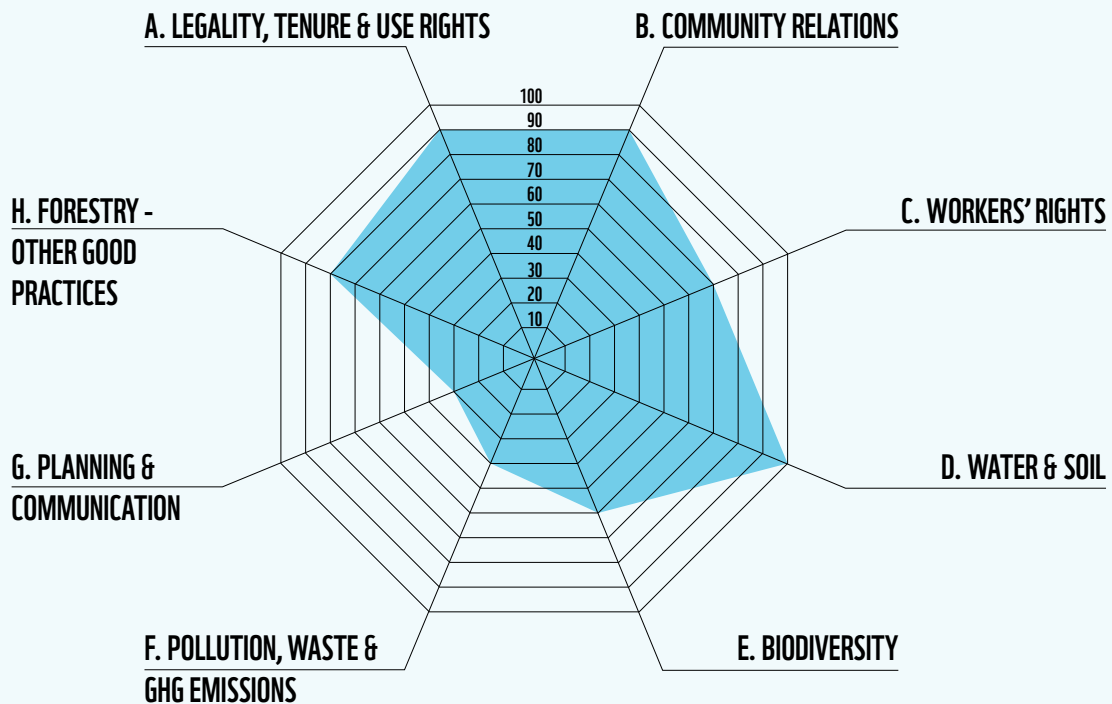 A. LEGALITY, TENURE & USE RIGHTS
B. COMMUNITY RELATIONS
100
90
80
70
60
50
40
30
20
10
H. FORESTRY -
OTHER GOOD
PRACTICES
C. WORKERS’ RIGHTS
G. PLANNING &
COMMUNICATION
D. WATER & SOIL
F. POLLUTION, WASTE &
GHG EMISSIONS
E. BIODIVERSITY